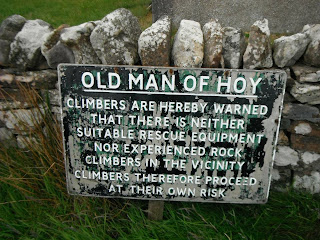 OLD MAN OF HOY
CLIMBERS ARE HEREBY WARNED
THAT THERE IS NEITHER
SUITABLE RESCUE EQUIPMENT
NOR EXPERIENCED ROCK
CLIMBERS IN THE VICINITY
CLIMBERS THEREFORE PROCEED
AT THEIR OWN RISK